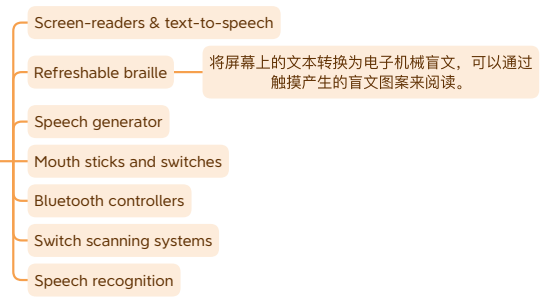 Screen-readers & text-to-speech
Refreshable braille
将屏幕上的文本转换为电子机械盲文，可以通过
触摸产生的盲文图案来阅读。
Speech generator
Mouth sticks and switches
Bluetooth controllers
Switch scanning systems
Speech recognition